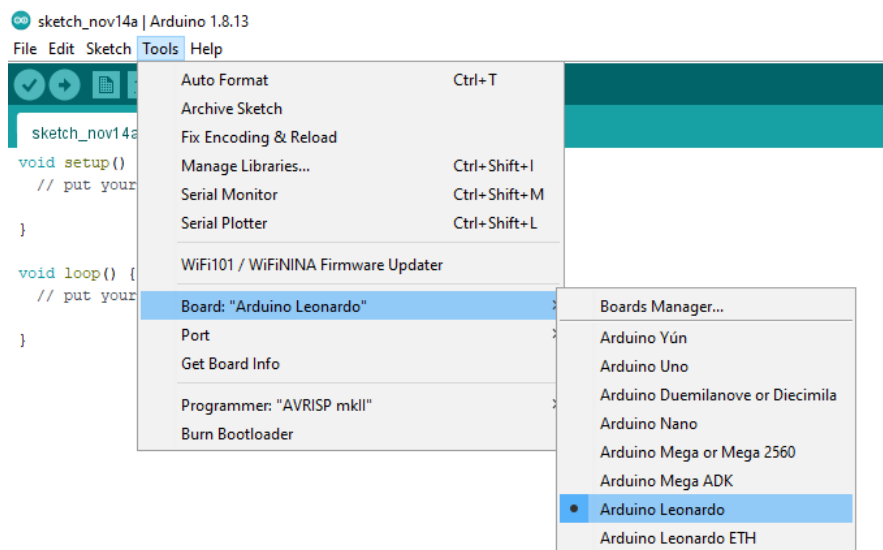 sketch_nov14a | Arduino 1.8.13
File Edit Sketch Tools Help
sketch_nov14a
void setup()
// put your
}
void loop() {
// put your
}
Auto Format Ctrl+T
Archive Sketch
Fix Encoding & Reload
Manage Libraries... Ctrl+Shift+I
Serial Monitor Ctrl+Shift+M
Serial Plotter Ctrl+Shift+L
WiFi101 / WiFiNINA Firmware Updater
Board: "Arduino Leonardo"
Port
Get Board Info
Programmer: "AVRISP mkII"
Burn Bootloader
Boards Manager...
Arduino Yún
Arduino Uno
Arduino Duemilanove or Diecimila
Arduino Nano
Arduino Mega or Mega 2560
Arduino Mega ADK
Arduino Leonardo
Arduino Leonardo ETH